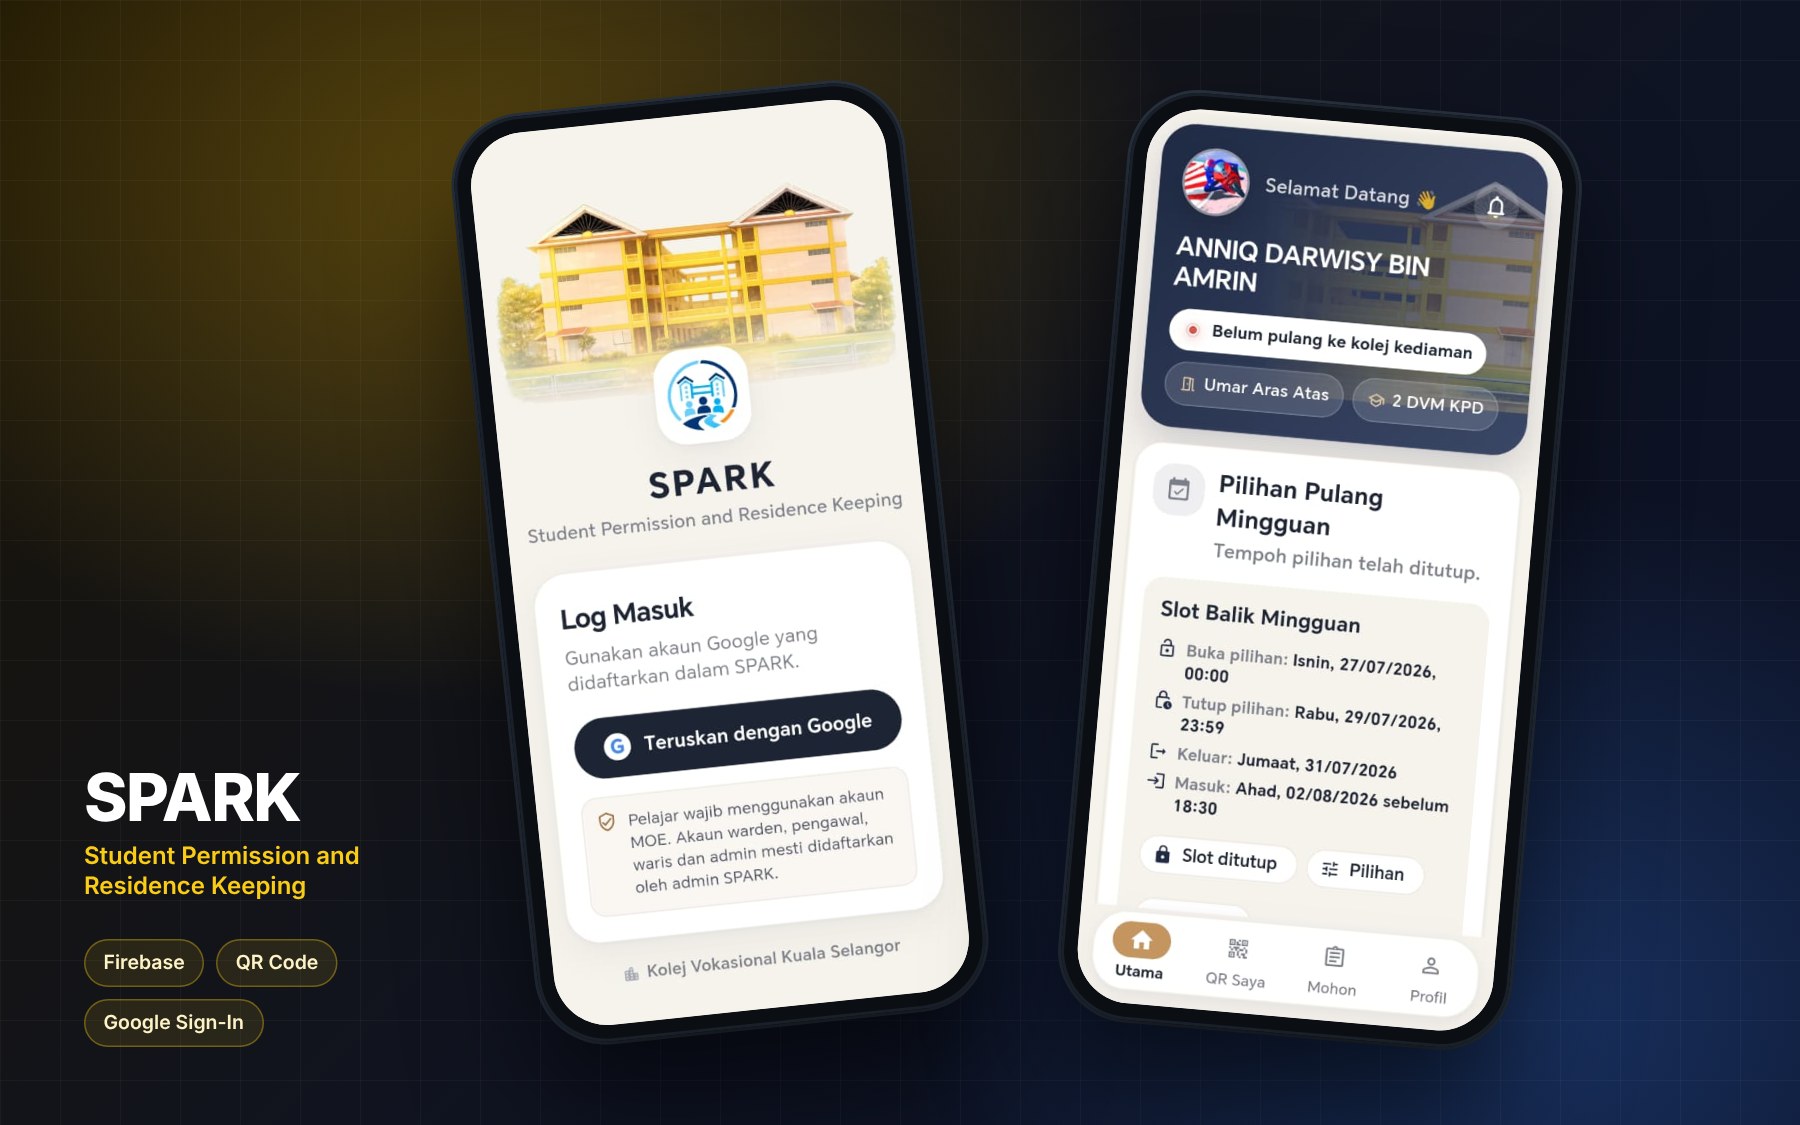 SPARK
Student Permission and
Residence Keeping
Firebase
QR Code
Google Sign-In
SPARK
Student Permission and Residence Keeping
Log Masuk
Gunakan akaun Google yang
didaftarkan dalam SPARK.
G
Teruskan dengan Google
Pelajar wajib menggunakan akaun
MOE. Akaun warden, pengawal,
waris dan admin mesti didaftarkan
oleh admin SPARK.
Kolej Vokasional Kuala Selangor
Selamat Datang 👋
ANNIQ DARWISY BIN
AMRIN
Belum pulang ke kolej kediaman
Umar Aras Atas
2 DVM KPD
Pilihan Pulang
Mingguan
Tempoh pilihan telah ditutup.
Slot Balik Mingguan
Buka pilihan: Isnin, 27/07/2026,
00:00
Tutup pilihan: Rabu, 29/07/2026,
23:59
Keluar: Jumaat, 31/07/2026
Masuk: Ahad, 02/08/2026 sebelum
18:30
Slot ditutup
Pilihan
Utama
QR Saya
Mohon
Profil